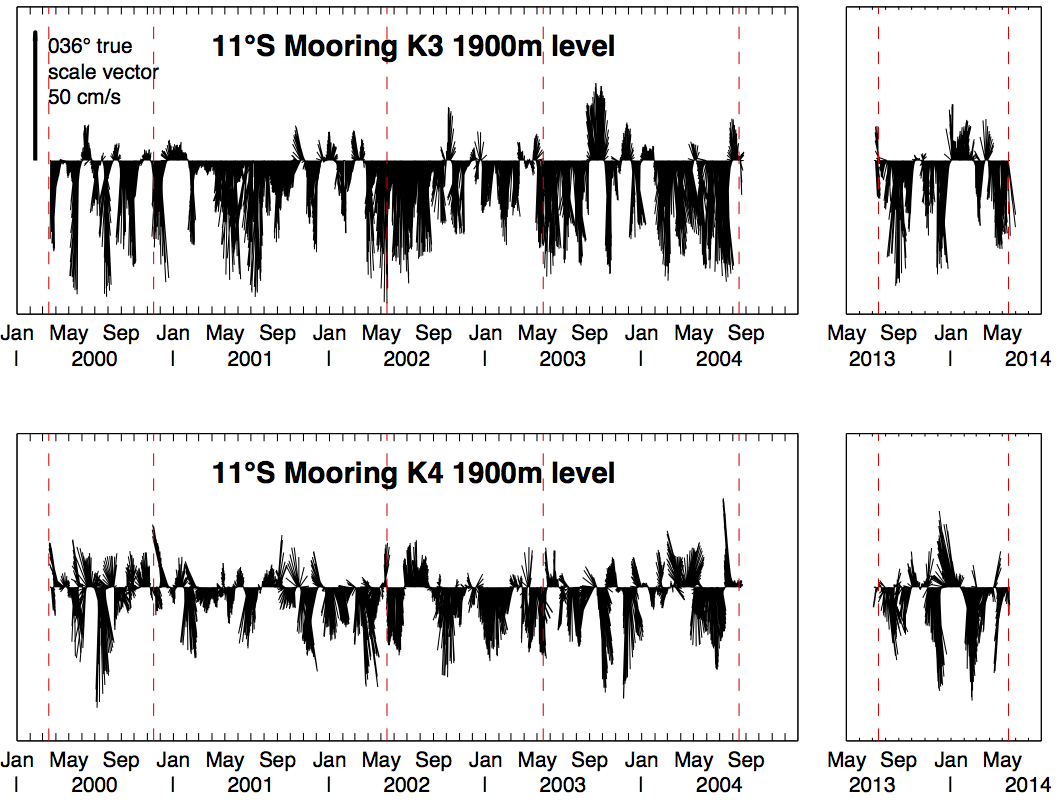 11°S Mooring K3 1900m level
036° true
scale vector
50 cm/s
Jan May Sep Jan May Sep Jan May Sep Jan May Sep Jan May Sep
I 2000 I 2001 I 2002 I 2003 I 2004
May Sep Jan May
2013 I 2014
11°S Mooring K4 1900m level
Jan May Sep Jan May Sep Jan May Sep Jan May Sep Jan May Sep
I 2000 I 2001 I 2002 I 2003 I 2004
May Sep Jan May
2013 I 2014